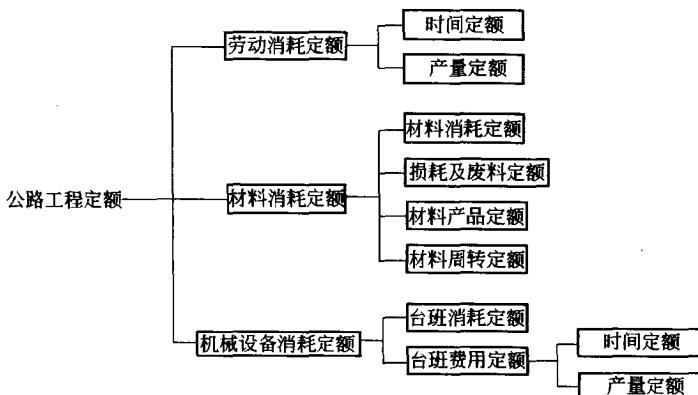 劳动消耗定额
时间定额
产量定额
公路工程定额
材料消耗定额
材料消耗定额
损耗及废料定额
材料产品定额
材料周转定额
机械设备消耗定额
台班消耗定额
台班费用定额
时间定额
产量定额